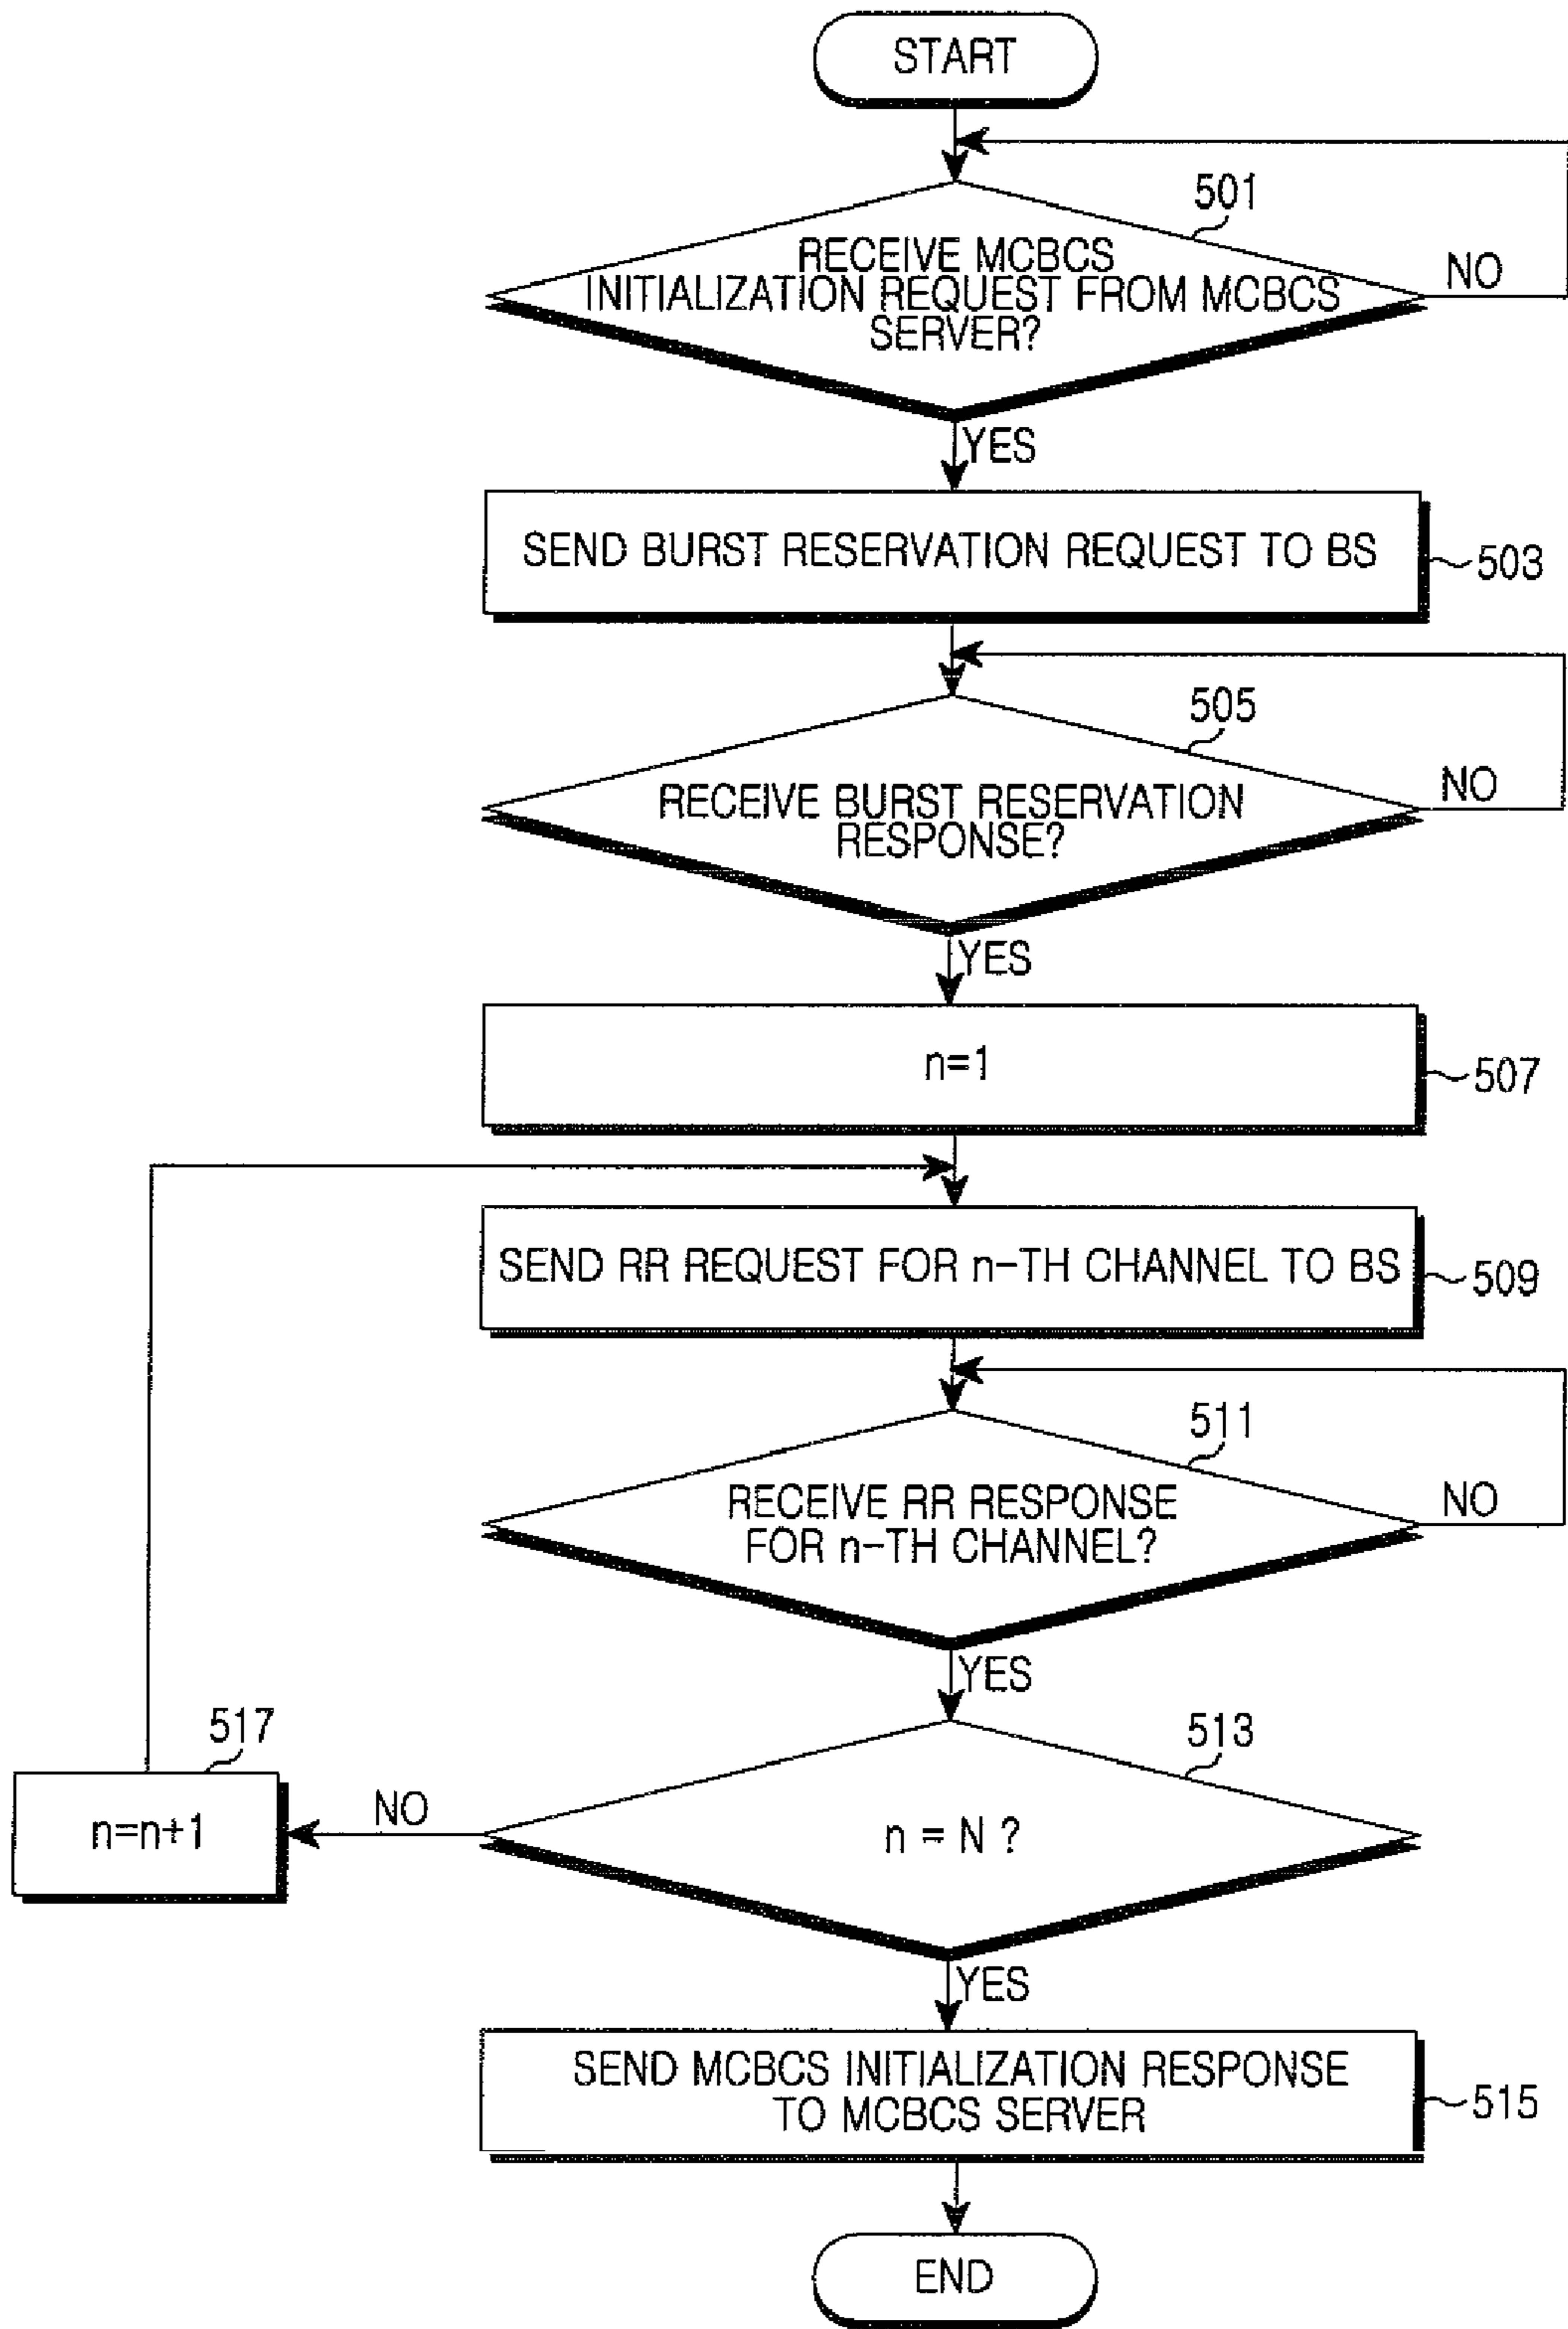 START
501
RECEIVE MCBCS
INITIALIZATION REQUEST FROM MCBCS
SERVER?
NO
YES
SEND BURST RESERVATION REQUEST TO BS
503
505
RECEIVE BURST RESERVATION
RESPONSE?
NO
YES
n=1
507
SEND RR REQUEST FOR n-TH CHANNEL TO BS
509
511
RECEIVE RR RESPONSE
FOR n-TH CHANNEL?
NO
YES
517
n=n+1
NO
513
n = N ?
YES
SEND MCBCS INITIALIZATION RESPONSE
TO MCBCS SERVER
515
END